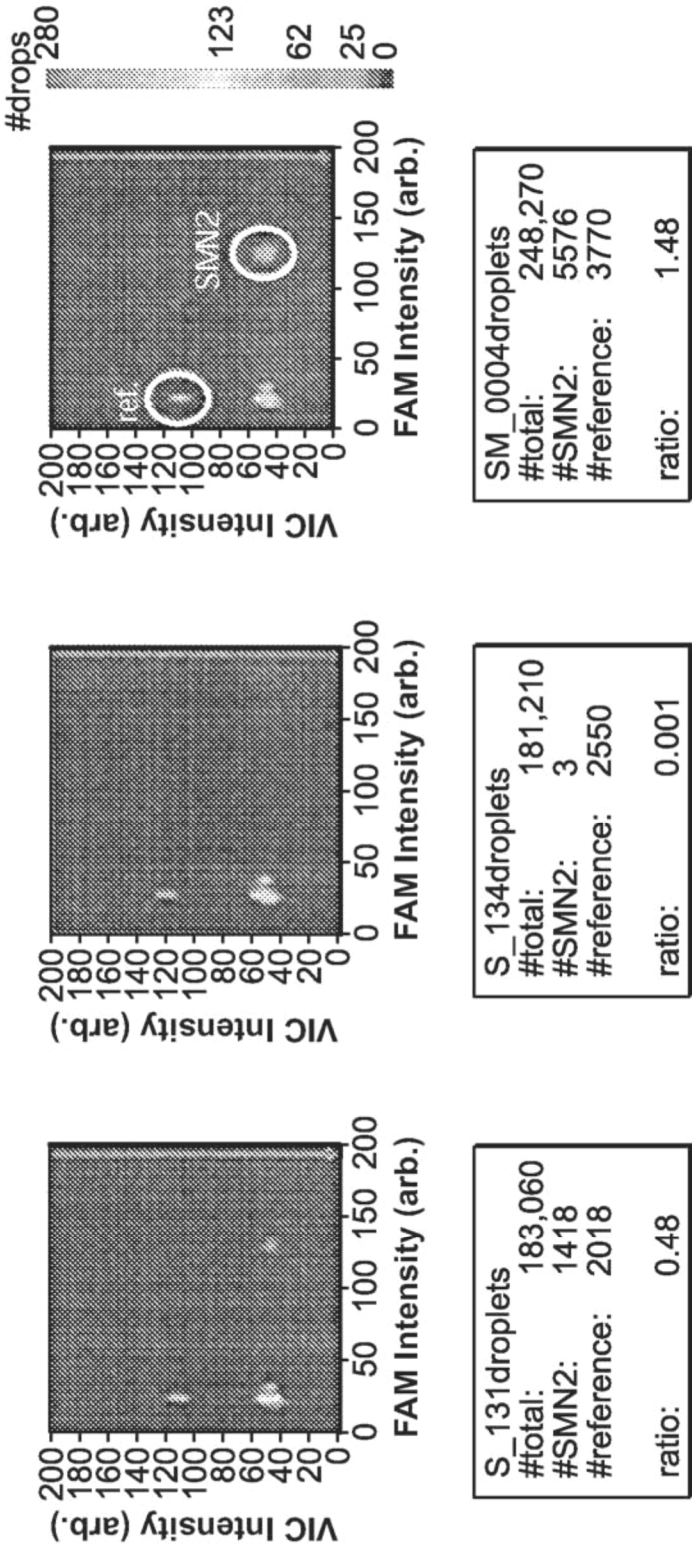 200
180
160
140
120
100
80
60
40
20
0
VIC Intensity (arb.)
0 50 100 150 200
FAM Intensity (arb.)
S_131droplets
#total: 183,060
#SMN2: 1418
#reference: 2018
ratio: 0.48
200
180
160
140
120
100
80
60
40
20
0
VIC Intensity (arb.)
0 50 100 150 200
FAM Intensity (arb.)
S_134droplets
#total: 181,210
#SMN2: 3
#reference: 2550
ratio: 0.001
200
180
160
140
120
100
80
60
40
20
0
VIC Intensity (arb.)
ref.
SMN2
0 50 100 150 200
FAM Intensity (arb.)
#drops
280
123
62
25
0
SM_0004droplets
#total: 248,270
#SMN2: 5576
#reference: 3770
ratio: 1.48